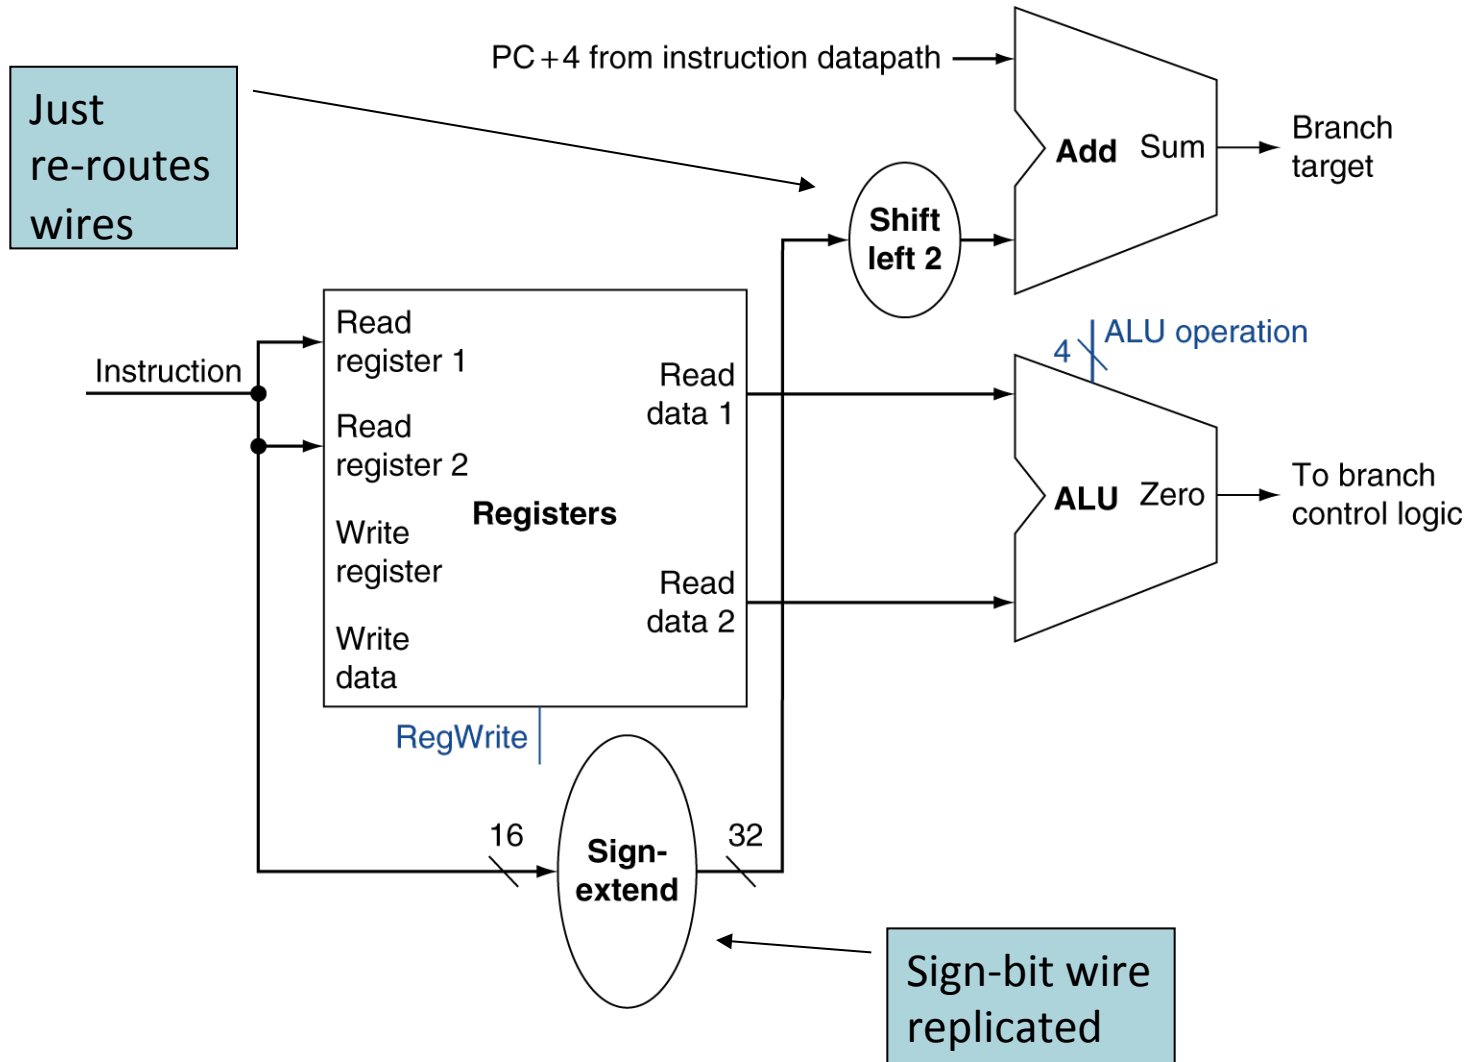 PC+4 from instruction datapath
Just
re-routes
wires
Add Sum
Branch
target
Shift
left 2
Read
register 1
Instruction
Read
data 1
4
ALU operation
Read
register 2
Registers
ALU Zero
To branch
control logic
Write
register
Read
data 2
Write
data
RegWrite
16
32
Sign-
extend
Sign-bit wire
replicated